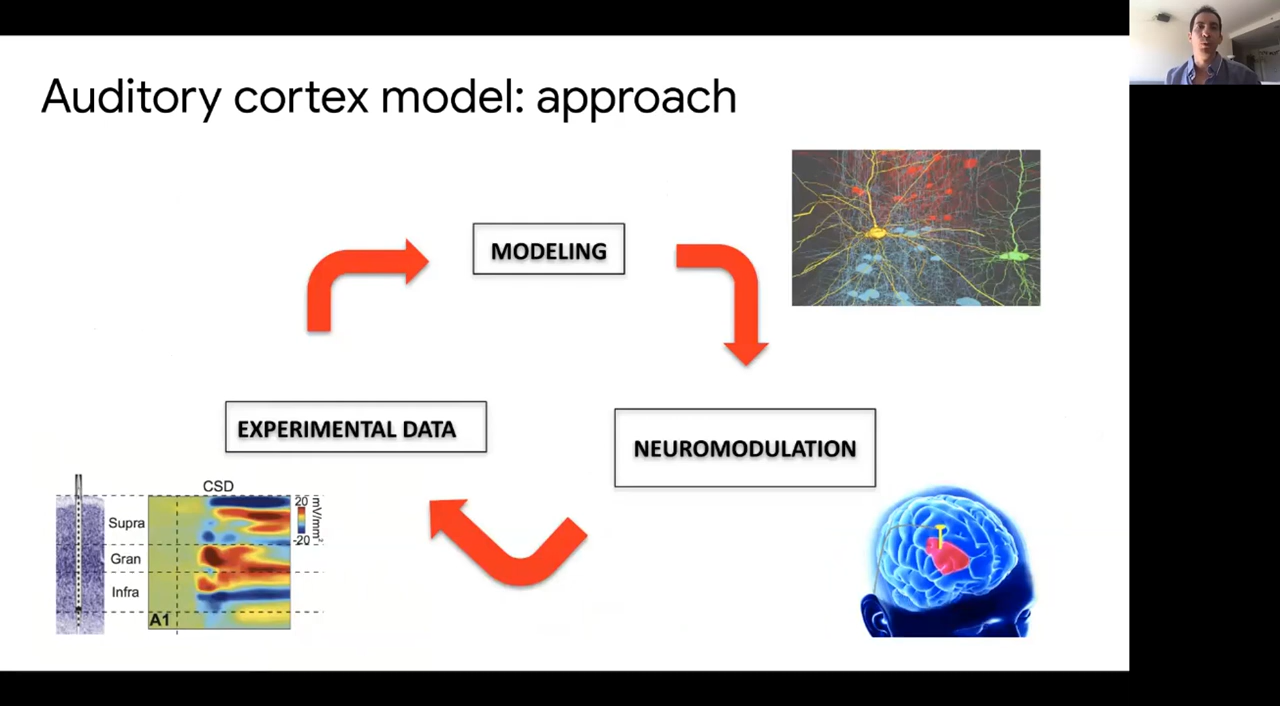 Auditory cortex model: approach
MODELING
EXPERIMENTAL DATA
NEUROMODULATION
CSD
Supra
Gran
Infra
A1
20
-20
mV/mm²